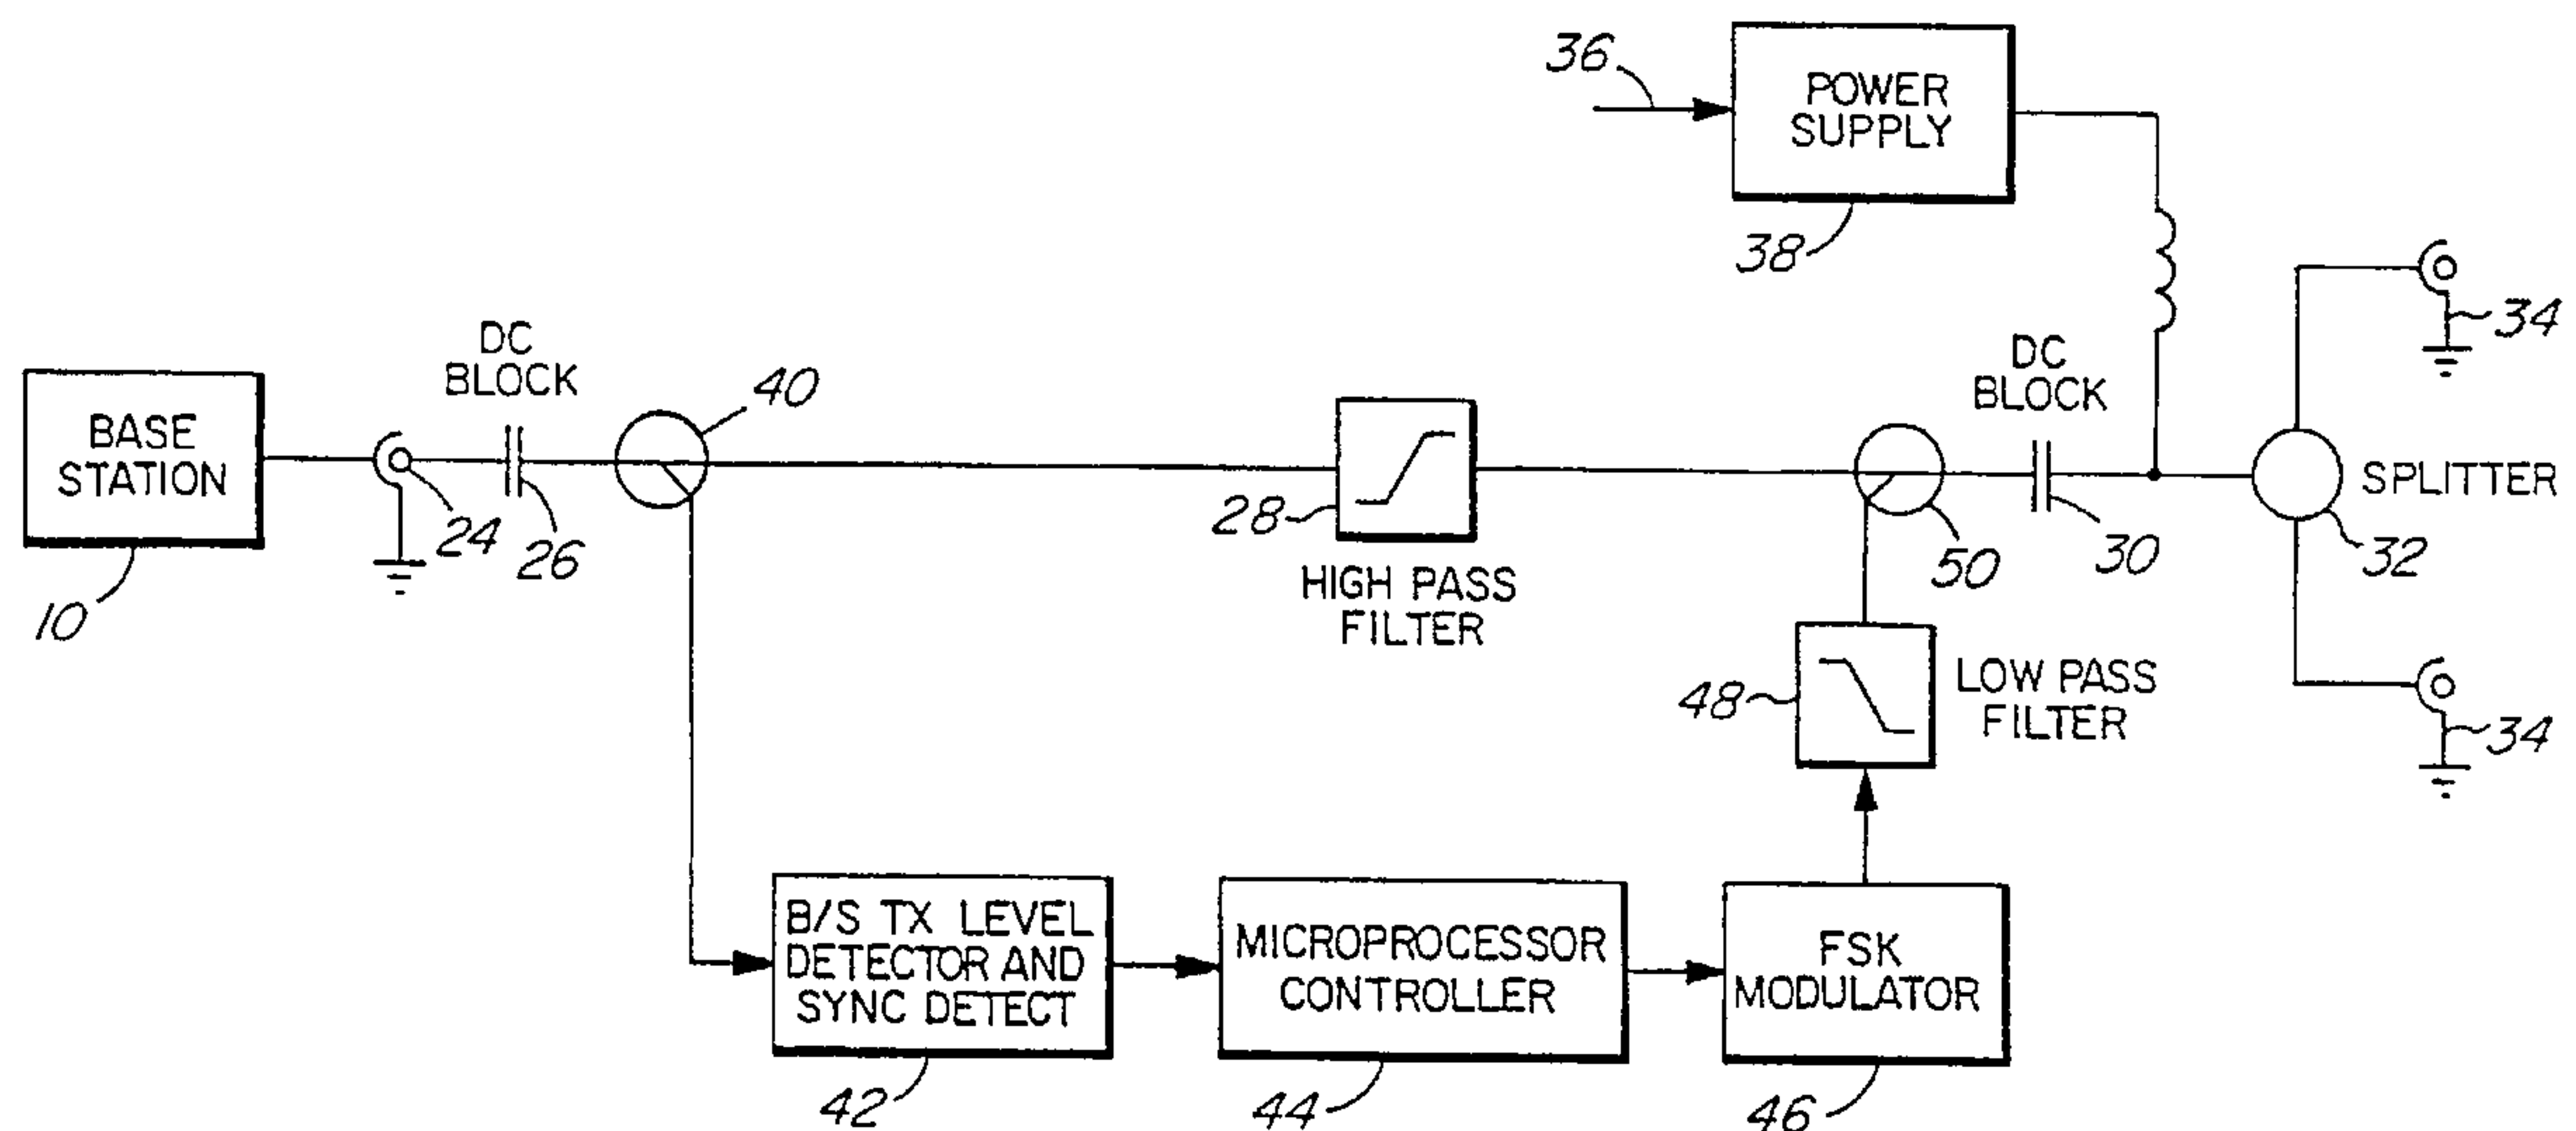 36
POWER
SUPPLY
38
34
DC
BLOCK
40
DC
BLOCK
BASE
STATION
10
24
26
28
HIGH PASS
FILTER
50
30
SPLITTER
32
48
LOW PASS
FILTER
34
B/S TX LEVEL
DETECTOR AND
SYNC DETECT
42
MICROPROCESSOR
CONTROLLER
44
FSK
MODULATOR
46